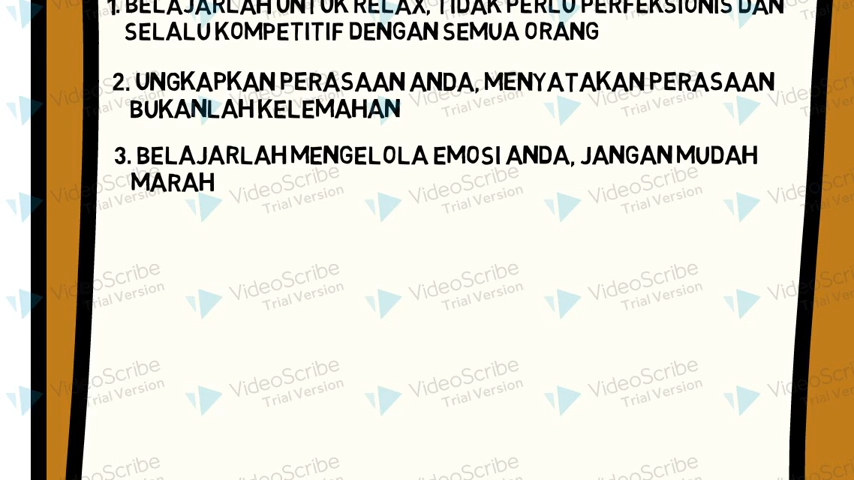 1. BELAJARLAH UNTUK RELAX, TIDAK PERLU PERFEKSIONIS DAN
SELALU KOMPETITIF DENGAN SEMUA ORANG
2. UNGKAPKAN PERASAAN ANDA, MENYATAKAN PERASAAN
BUKANLAH KELEMAHAN
3. BELAJARLAH MENGELOLA EMOSI ANDA, JANGAN MUDAH
MARAH
VideoScribe
Trial Version